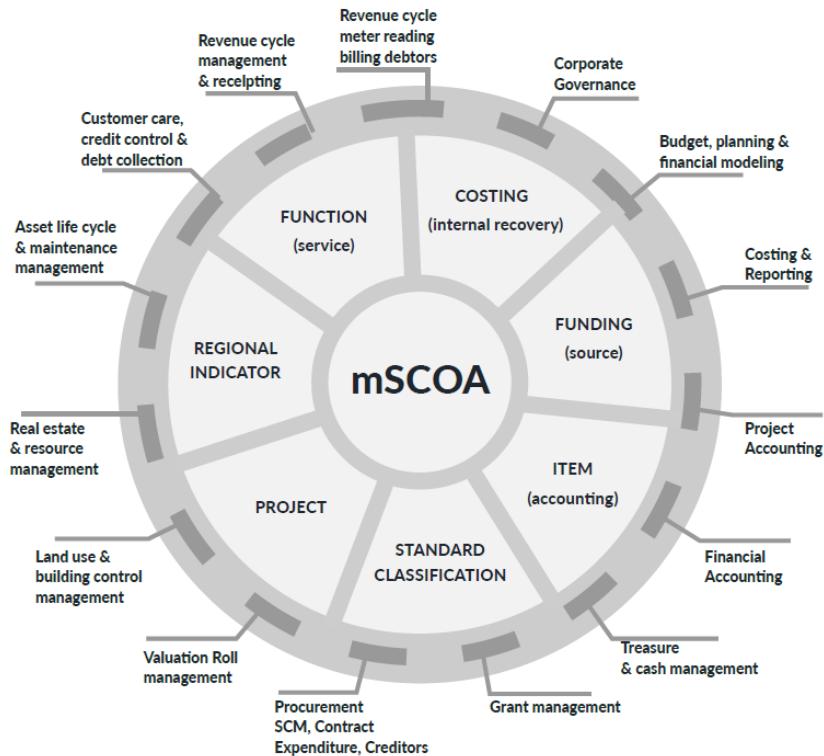 Revenue cycle
meter reading
billing debtors
Revenue cycle
management
& receipting
Corporate
Governance
Customer care,
credit control &
debt collection
Budget, planning &
financial modeling
Asset life cycle
& maintenance
management
Costing &
Reporting
Real estate
& resource
management
Project
Accounting
Land use &
building control
management
Financial
Accounting
Valuation Roll
management
Treasure
& cash management
Procurement
SCM, Contract
Expenditure, Creditors
Grant management
FUNCTION
(service)
COSTING
(internal recovery)
FUNDING
(source)
ITEM
(accounting)
STANDARD
CLASSIFICATION
PROJECT
REGIONAL
INDICATOR
mSCOA